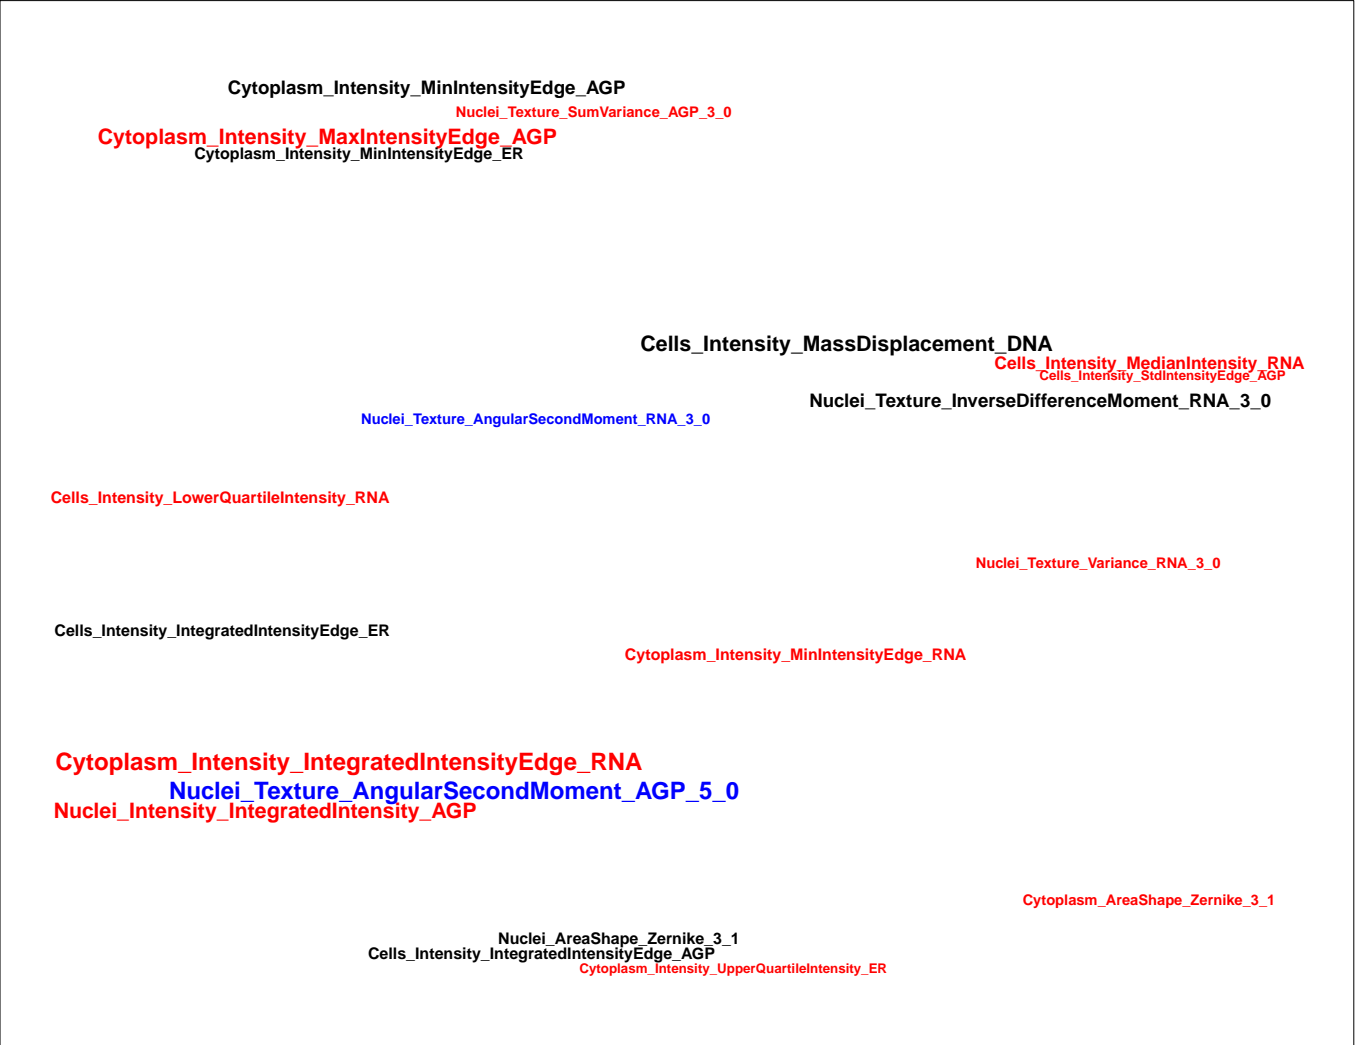 Cytoplasm_Intensity_MinIntensityEdge_AGP
Nuclei_Texture_SumVariance_AGP_3_0
Cytoplasm_Intensity_MaxIntensityEdge_AGP
Cytoplasm_Intensity_MinIntensityEdge_ER
Cells_Intensity_MassDisplacement_DNA
Cells_Intensity_MedianIntensity_RNA
Cells_Intensity_StdIntensityEdge_AGP
Nuclei_Texture_InverseDifferenceMoment_RNA_3_0
Nuclei_Texture_AngularSecondMoment_RNA_3_0
Cells_Intensity_LowerQuartileIntensity_RNA
Nuclei_Texture_Variance_RNA_3_0
Cells_Intensity_IntegratedIntensityEdge_ER
Cytoplasm_Intensity_MinIntensityEdge_RNA
Cytoplasm_Intensity_IntegratedIntensityEdge_RNA
Nuclei_Texture_AngularSecondMoment_AGP_5_0
Nuclei_Intensity_IntegratedIntensity_AGP
Cytoplasm_AreaShape_Zernike_3_1
Nuclei_AreaShape_Zernike_3_1
Cells_Intensity_IntegratedIntensityEdge_AGP
Cytoplasm_Intensity_UpperQuartileIntensity_ER